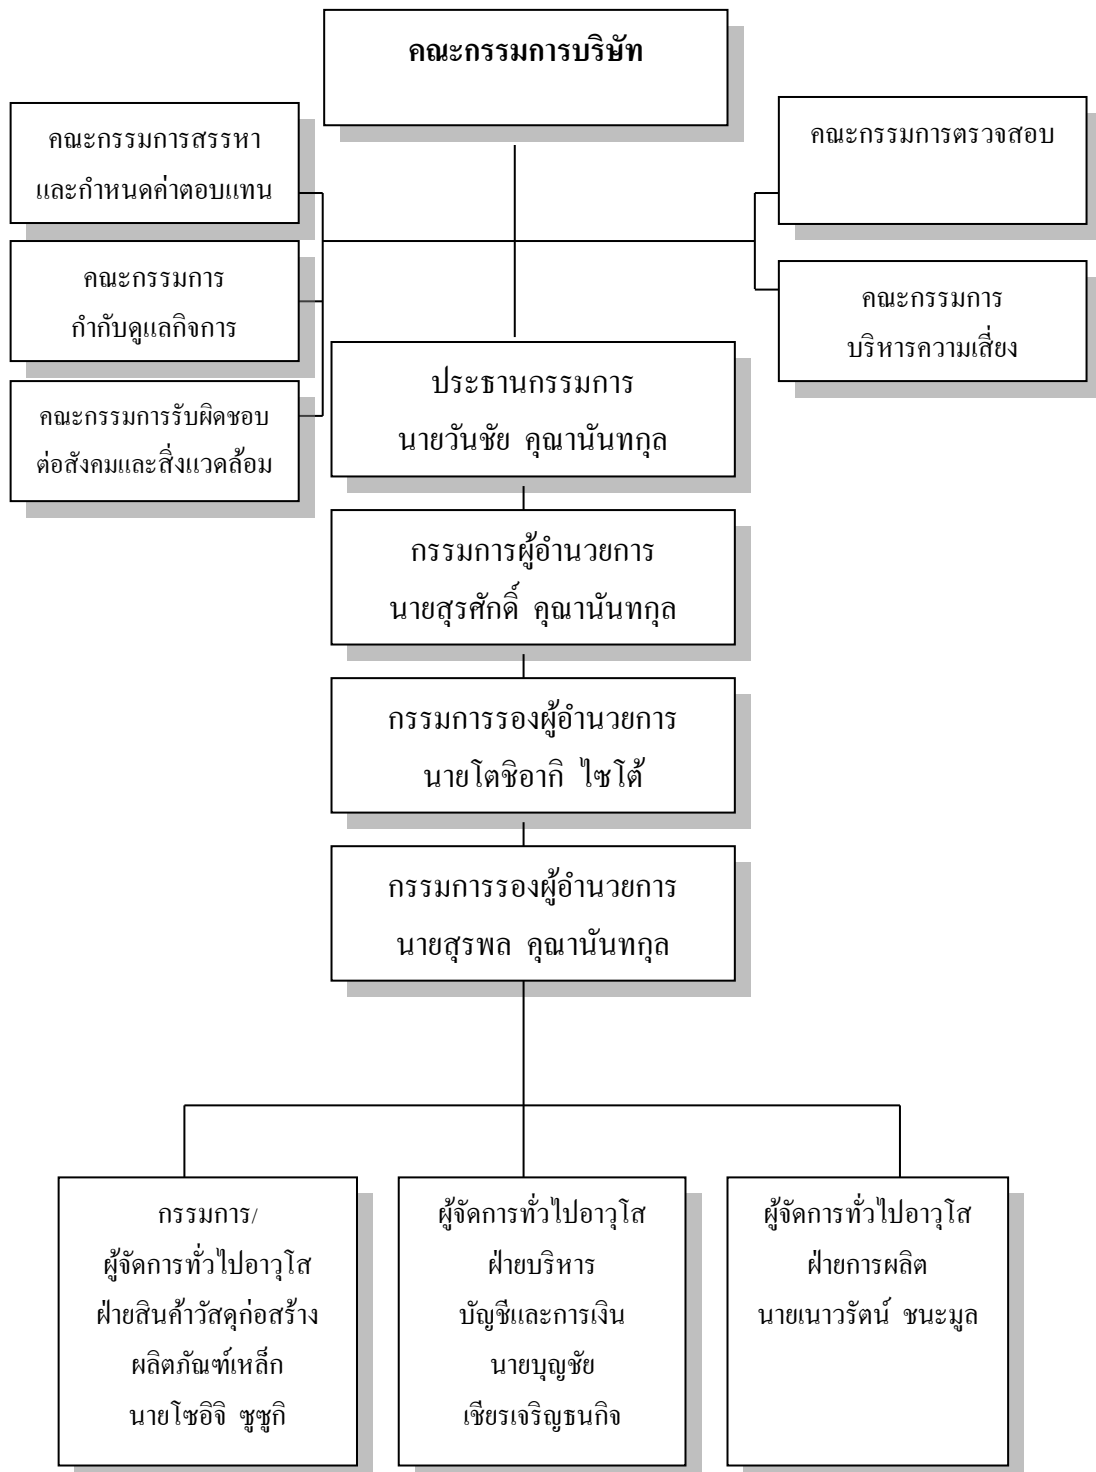 คณะกรรมการบริษัท
คณะกรรมการสรรหา
และกำหนดค่าตอบแทน
คณะกรรมการตรวจสอบ
คณะกรรมการ
กำกับดูแลกิจการ
คณะกรรมการ
บริหารความเสี่ยง
คณะกรรมการรับผิดชอบ
ต่อสังคมและสิ่งแวดล้อม
ประธานกรรมการ
นายวันชัย คุณานันทกุล
กรรมการผู้อำนวยการ
นายสุรศักดิ์ คุณานันทกุล
กรรมการรองผู้อำนวยการ
นายโตชิอากิ ไซโต้
กรรมการรองผู้อำนวยการ
นายสุรพล คุณานันทกุล
กรรมการ/
ผู้จัดการทั่วไปอาวุโส
ฝ่ายสินค้าวัสดุก่อสร้าง
ผลิตภัณฑ์เหล็ก
นายโซอิจิ ซูซูกิ
ผู้จัดการทั่วไปอาวุโส
ฝ่ายบริหาร
บัญชีและการเงิน
นายบุญชัย
เชียรเจริญธนกิจ
ผู้จัดการทั่วไปอาวุโส
ฝ่ายการผลิต
นายเนาวรัตน์ ชนะมูล